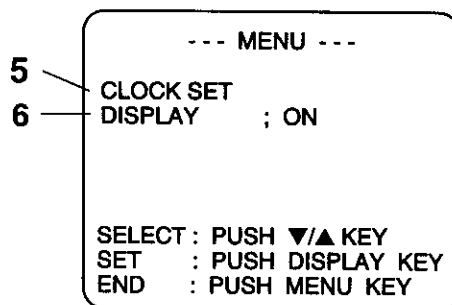 --- MENU ---
5
CLOCK SET
6
DISPLAY ; ON
SELECT : PUSH ▼/▲ KEY
SET : PUSH DISPLAY KEY
END : PUSH MENU KEY